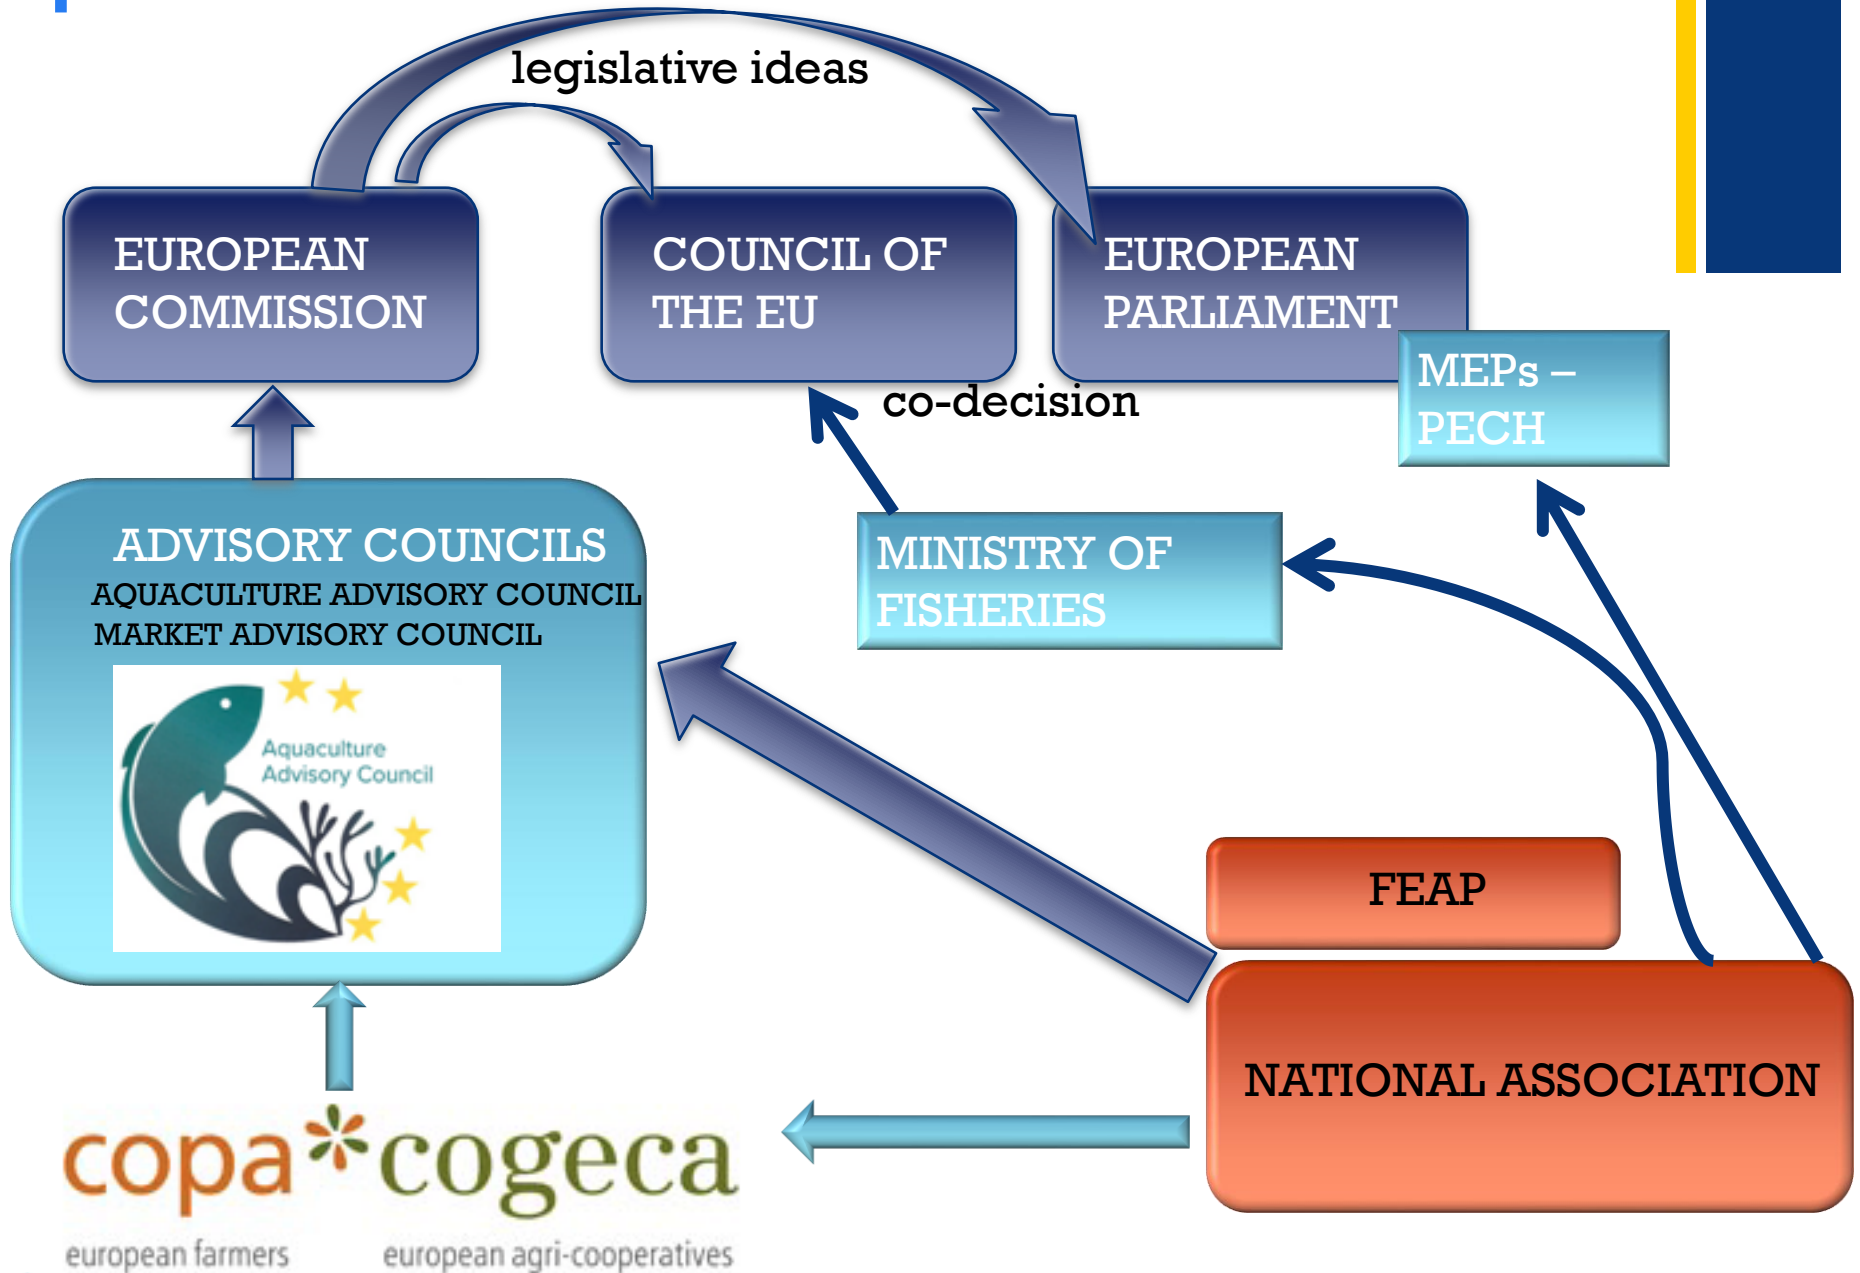 legislative ideas
EUROPEAN
COMMISSION
COUNCIL OF
THE EU
EUROPEAN
PARLIAMENT
MEPs –
PECH
co-decision
ADVISORY COUNCILS
AQUACULTURE ADVISORY COUNCIL
MARKET ADVISORY COUNCIL
MINISTRY OF
FISHERIES
Aquaculture
Advisory Council
FEAP
NATIONAL ASSOCIATION
copa*cogeca
european farmers european agri-cooperatives